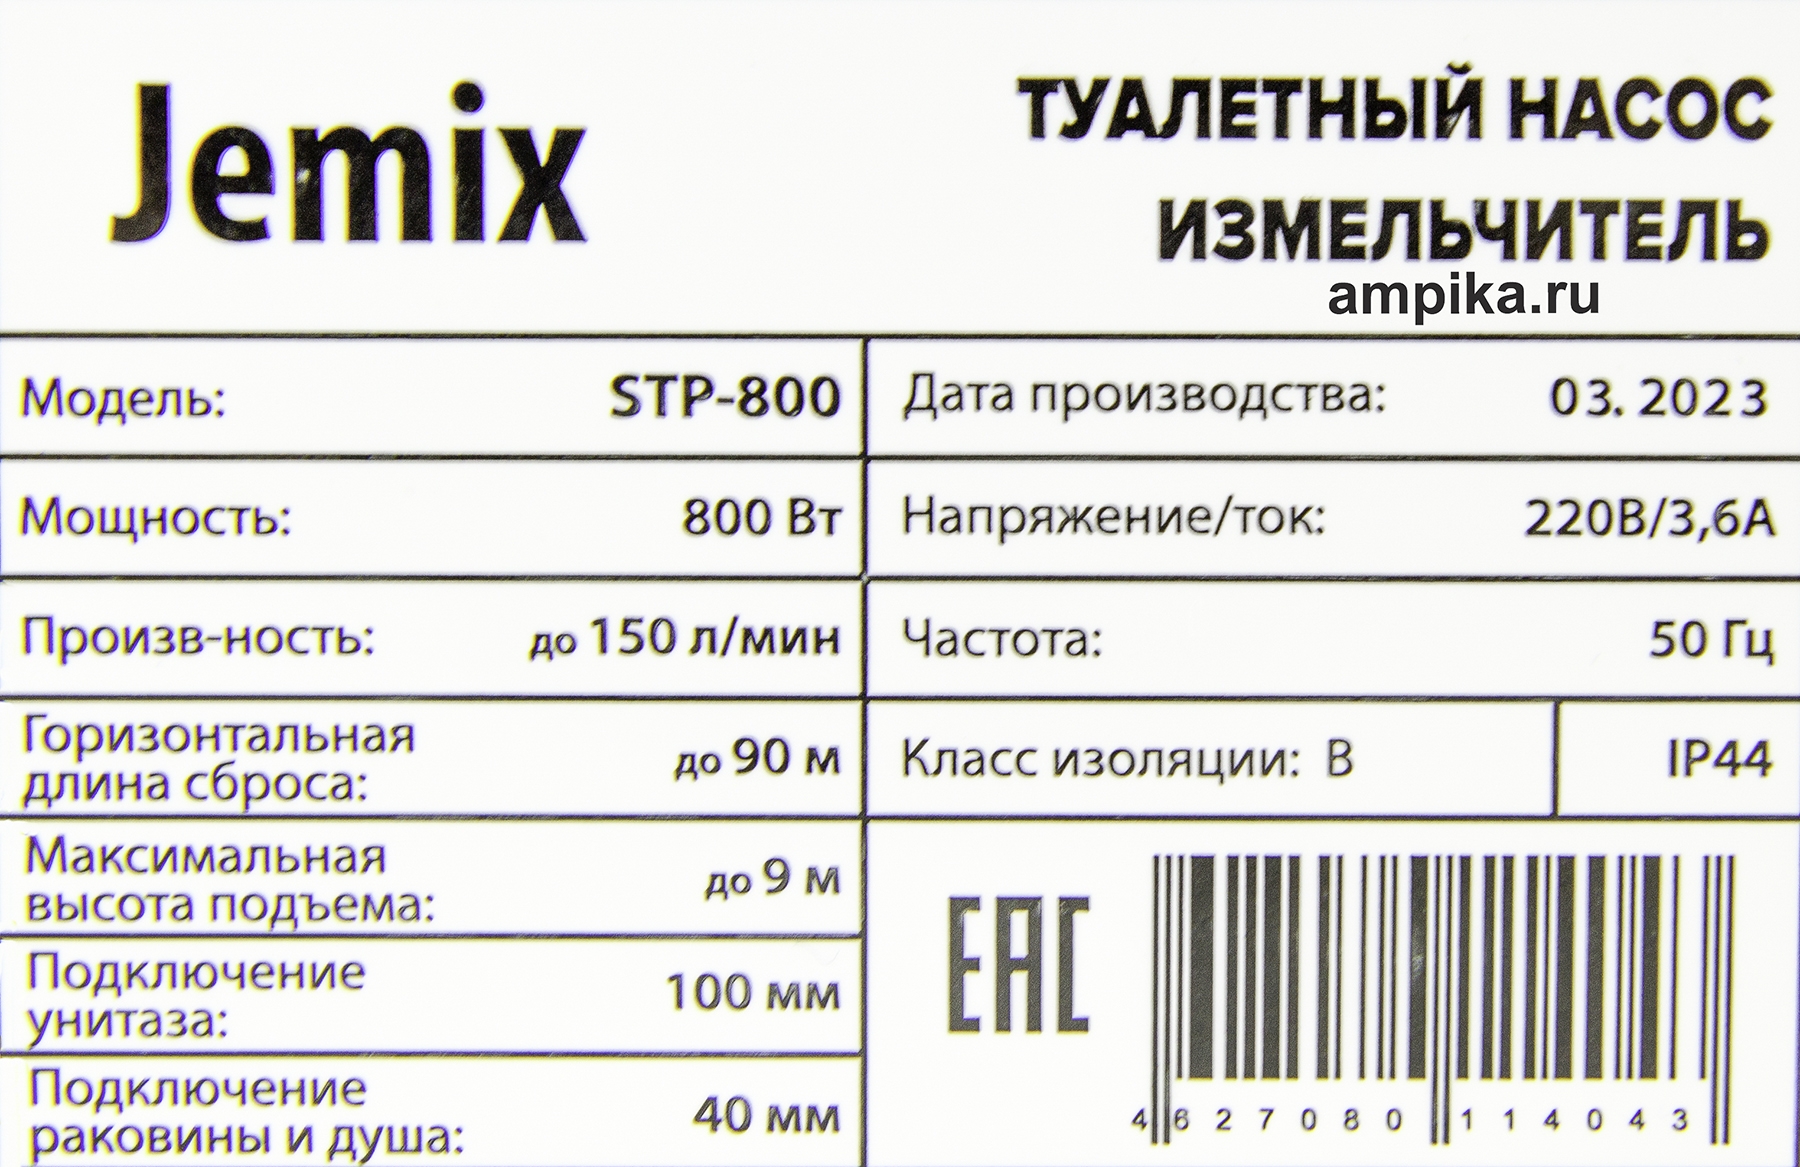 Jemix
ТУАЛЕТНЫЙ НАСОС
ИЗМЕЛЬЧИТЕЛЬ
ampika.ru
Модель: STP-800
Дата производства: 03. 2023
Мощность: 800 Вт
Напряжение/ток: 220В/3,6А
Произв-ность: до 150 л/мин
Частота: 50 Гц
Горизонтальная
длина сброса: до 90 м
Класс изоляции: В
IP44
Максимальная
высота подъема: до 9 м
Подключение
унитаза: 100 мм
Подключение
раковины и душа: 40 мм
EAC
4 627080 114043